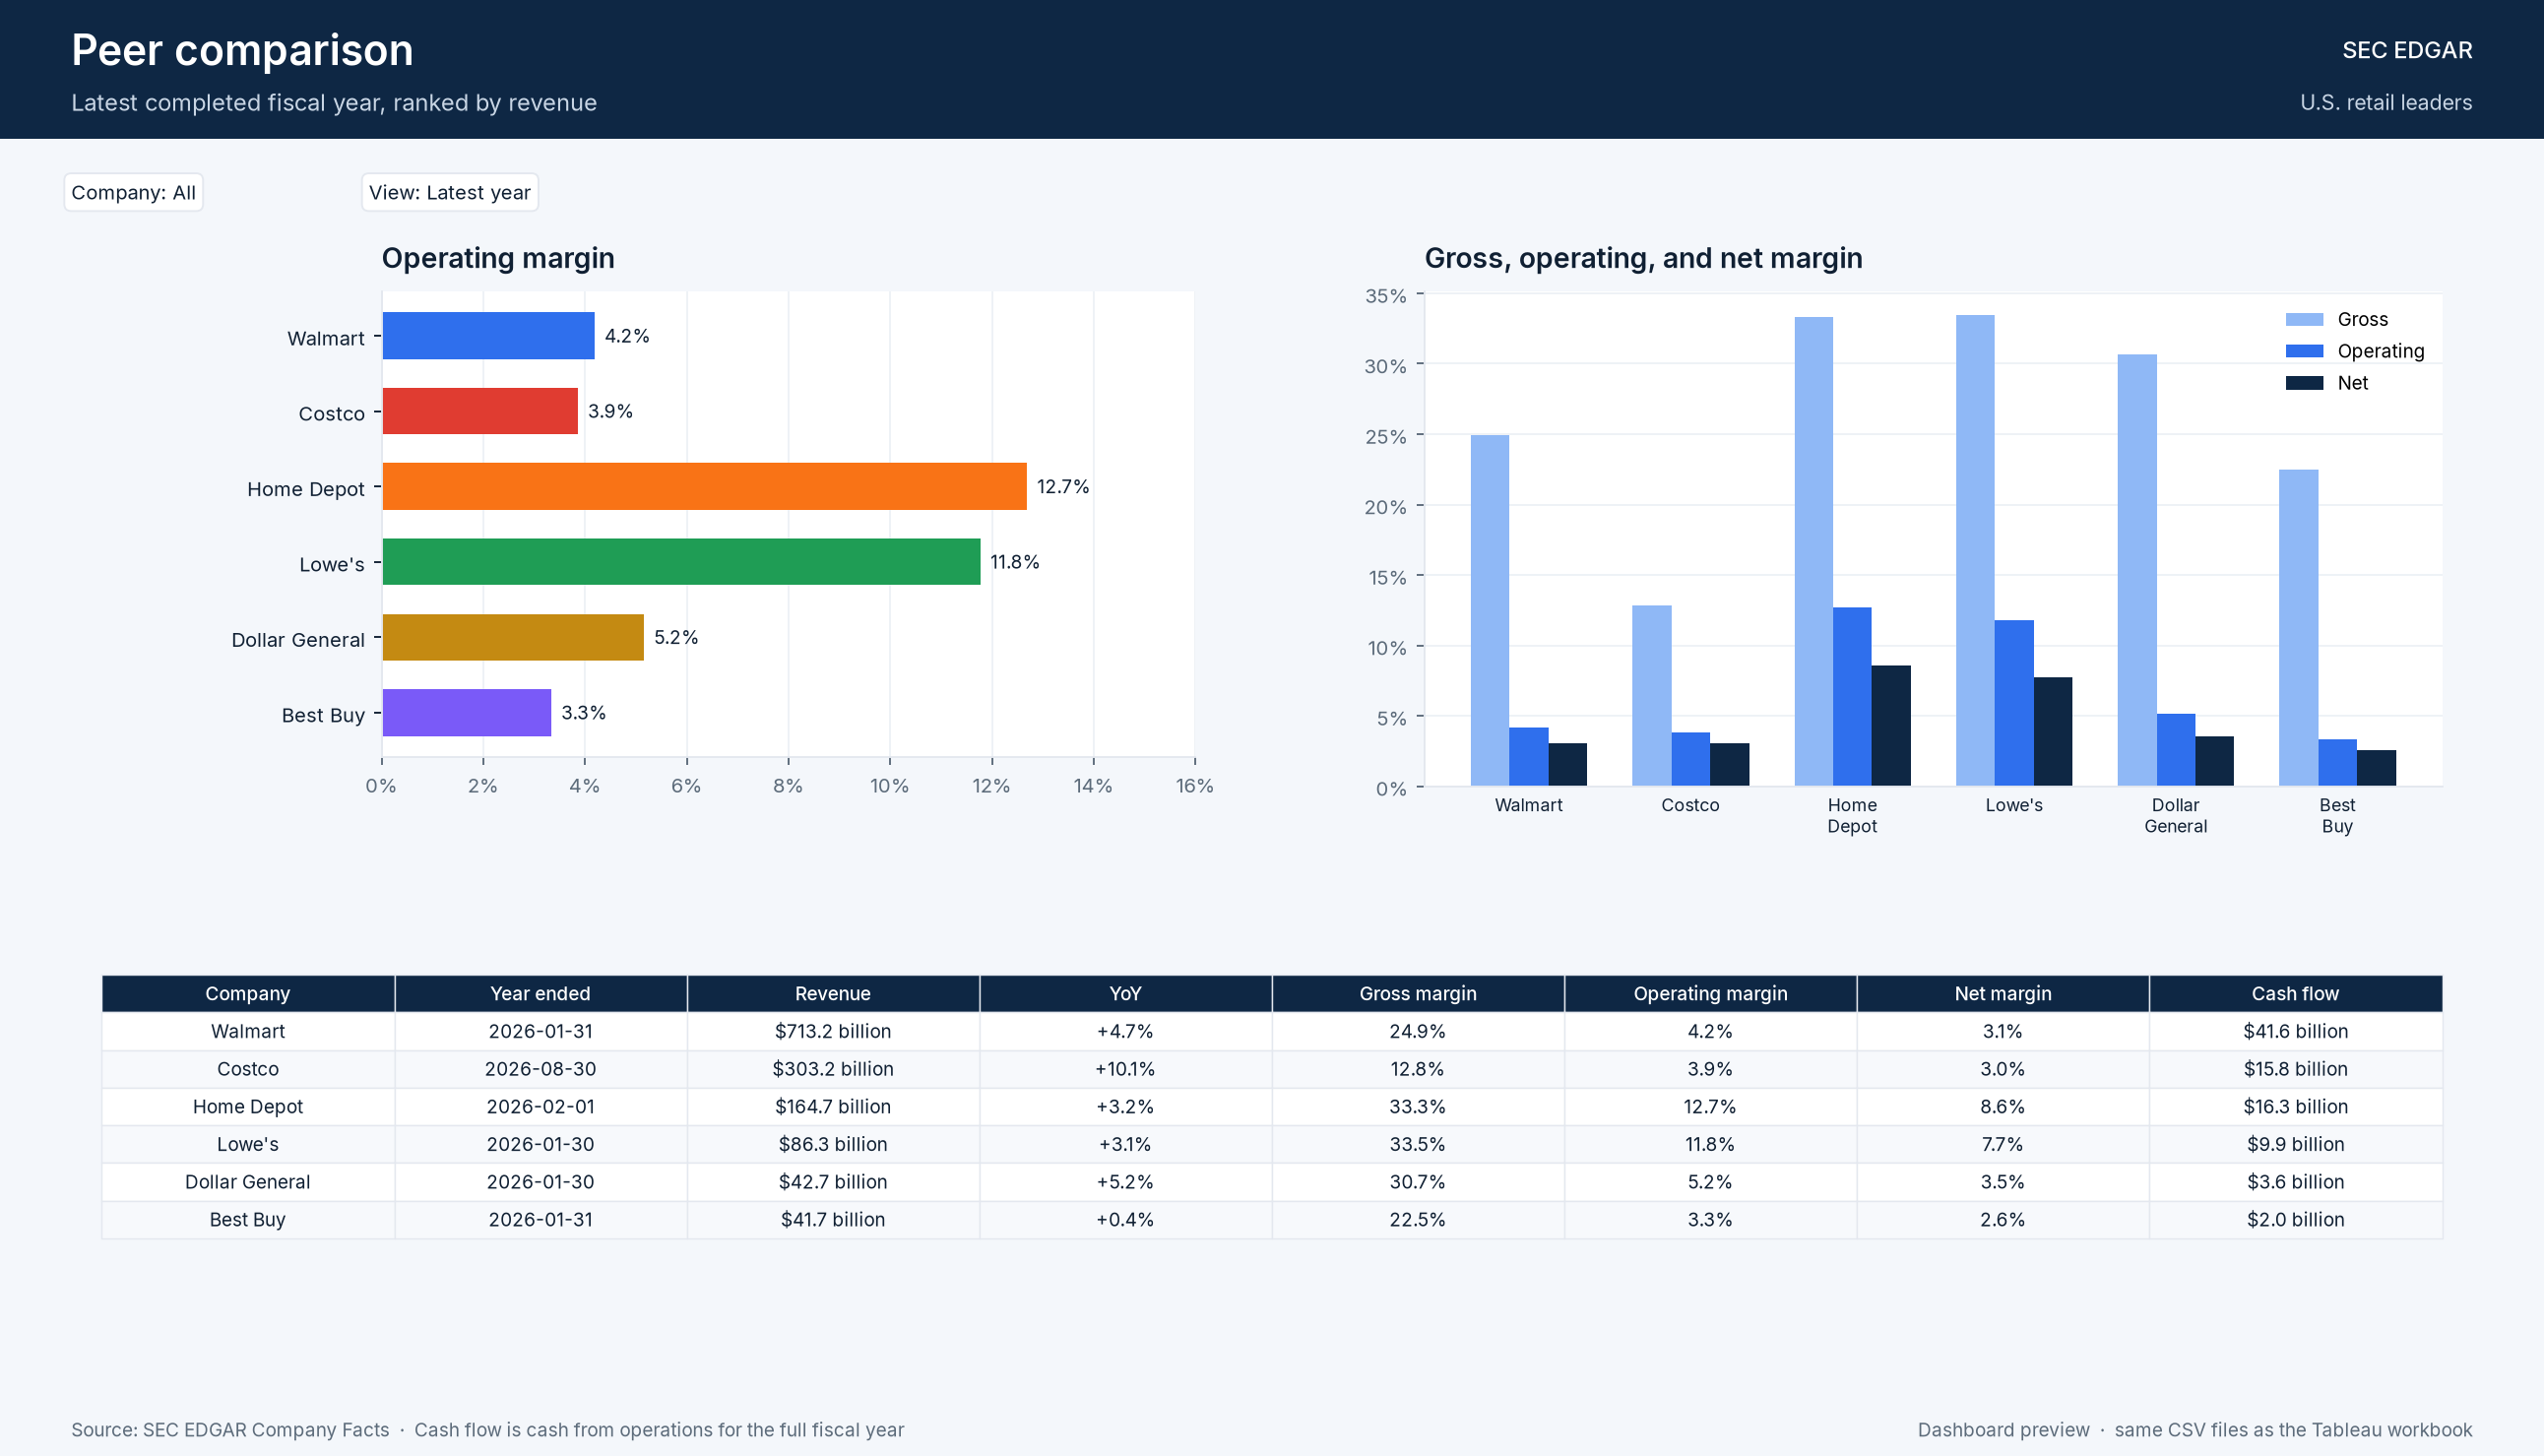 Peer comparison
SEC EDGAR
Latest completed fiscal year, ranked by revenue
U.S. retail leaders
Company: All
View: Latest year
Operating margin
Walmart
4.2%
Costco
3.9%
Home Depot
12.7%
Lowe's
11.8%
Dollar General
5.2%
Best Buy
3.3%
0% 2% 4% 6% 8% 10% 12% 14% 16%
Gross, operating, and net margin
35%
30%
25%
20%
15%
10%
5%
0%
Gross
Operating
Net
Walmart
Costco
Home
Depot
Lowe's
Dollar
General
Best
Buy
Company Year ended Revenue YoY Gross margin Operating margin Net margin Cash flow
Walmart 2026-01-31 $713.2 billion +4.7% 24.9% 4.2% 3.1% $41.6 billion
Costco 2026-08-30 $303.2 billion +10.1% 12.8% 3.9% 3.0% $15.8 billion
Home Depot 2026-02-01 $164.7 billion +3.2% 33.3% 12.7% 8.6% $16.3 billion
Lowe's 2026-01-30 $86.3 billion +3.1% 33.5% 11.8% 7.7% $9.9 billion
Dollar General 2026-01-30 $42.7 billion +5.2% 30.7% 5.2% 3.5% $3.6 billion
Best Buy 2026-01-31 $41.7 billion +0.4% 22.5% 3.3% 2.6% $2.0 billion
Source: SEC EDGAR Company Facts · Cash flow is cash from operations for the full fiscal year
Dashboard preview · same CSV files as the Tableau workbook